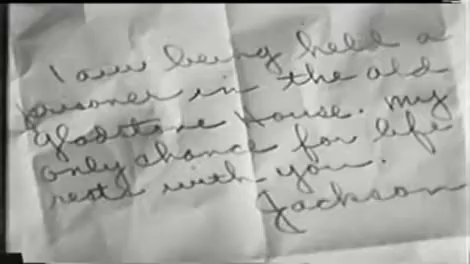 I am being held a
prisoner in the old
gladstone House. My
only chance for life
rests with you.
Jackson